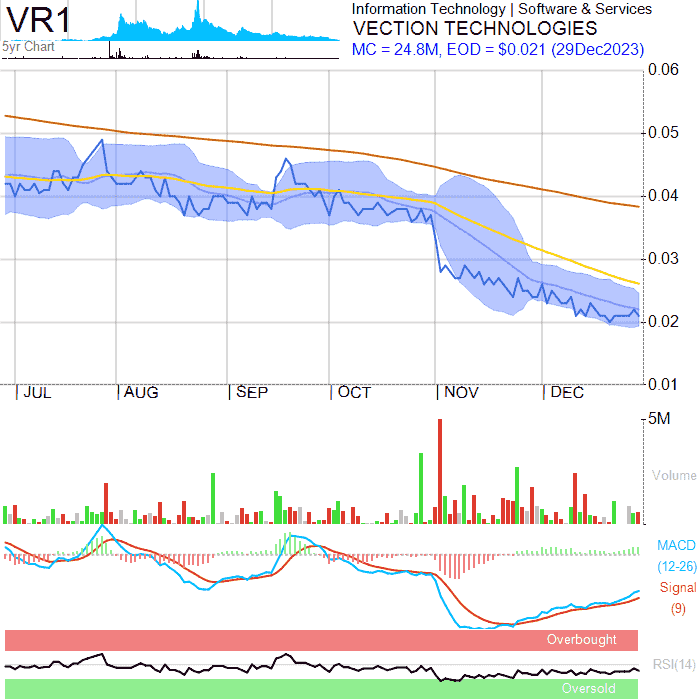 VR1
5yr Chart
Information Technology | Software & Services
VECTION TECHNOLOGIES
MC = 24.8M, EOD = $0.021 (29Dec2023)
0.06
0.05
0.04
0.03
0.02
0.01
JUL AUG SEP OCT NOV DEC
5M
Volume
MACD
(12-26)
Signal
(9)
Overbought
RSI(14)
Oversold